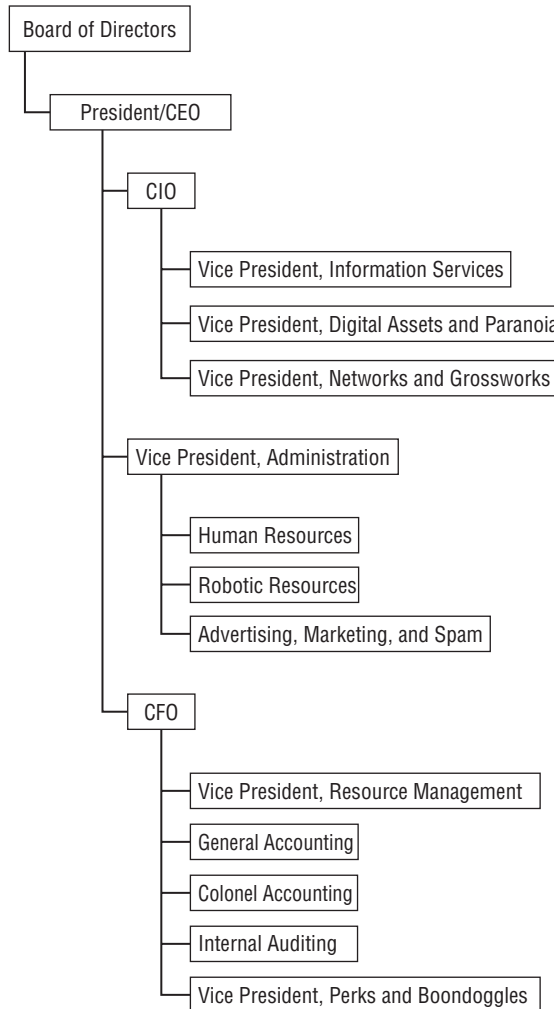 Board of Directors
President/CEO
CIO
Vice President, Information Services
Vice President, Digital Assets and Paranoia
Vice President, Networks and Grossworks
Vice President, Administration
Human Resources
Robotic Resources
Advertising, Marketing, and Spam
CFO
Vice President, Resource Management
General Accounting
Colonel Accounting
Internal Auditing
Vice President, Perks and Boondoggles